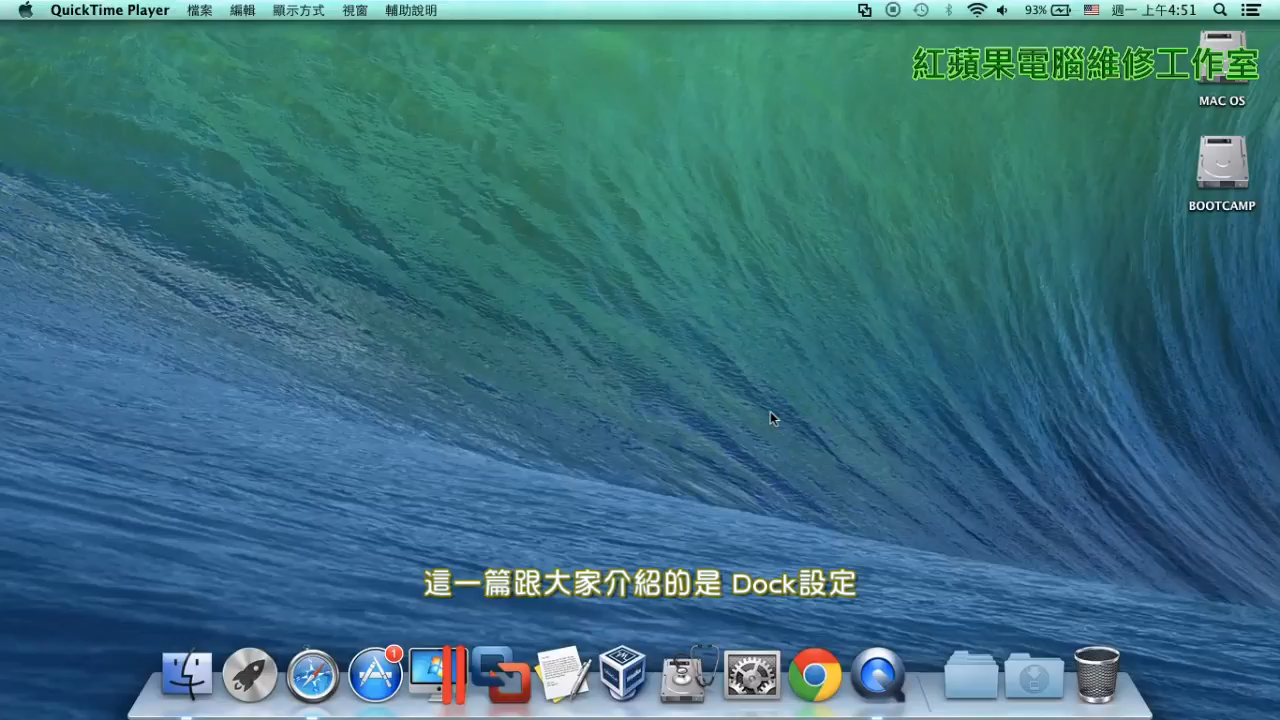 QuickTime Player 檔案 編輯 顯示方式 視窗 輔助說明 93% 週一 上午4:51
紅蘋果電腦維修工作室
MAC OS
BOOTCAMP
這一篇跟大家介紹的是 Dock設定
1